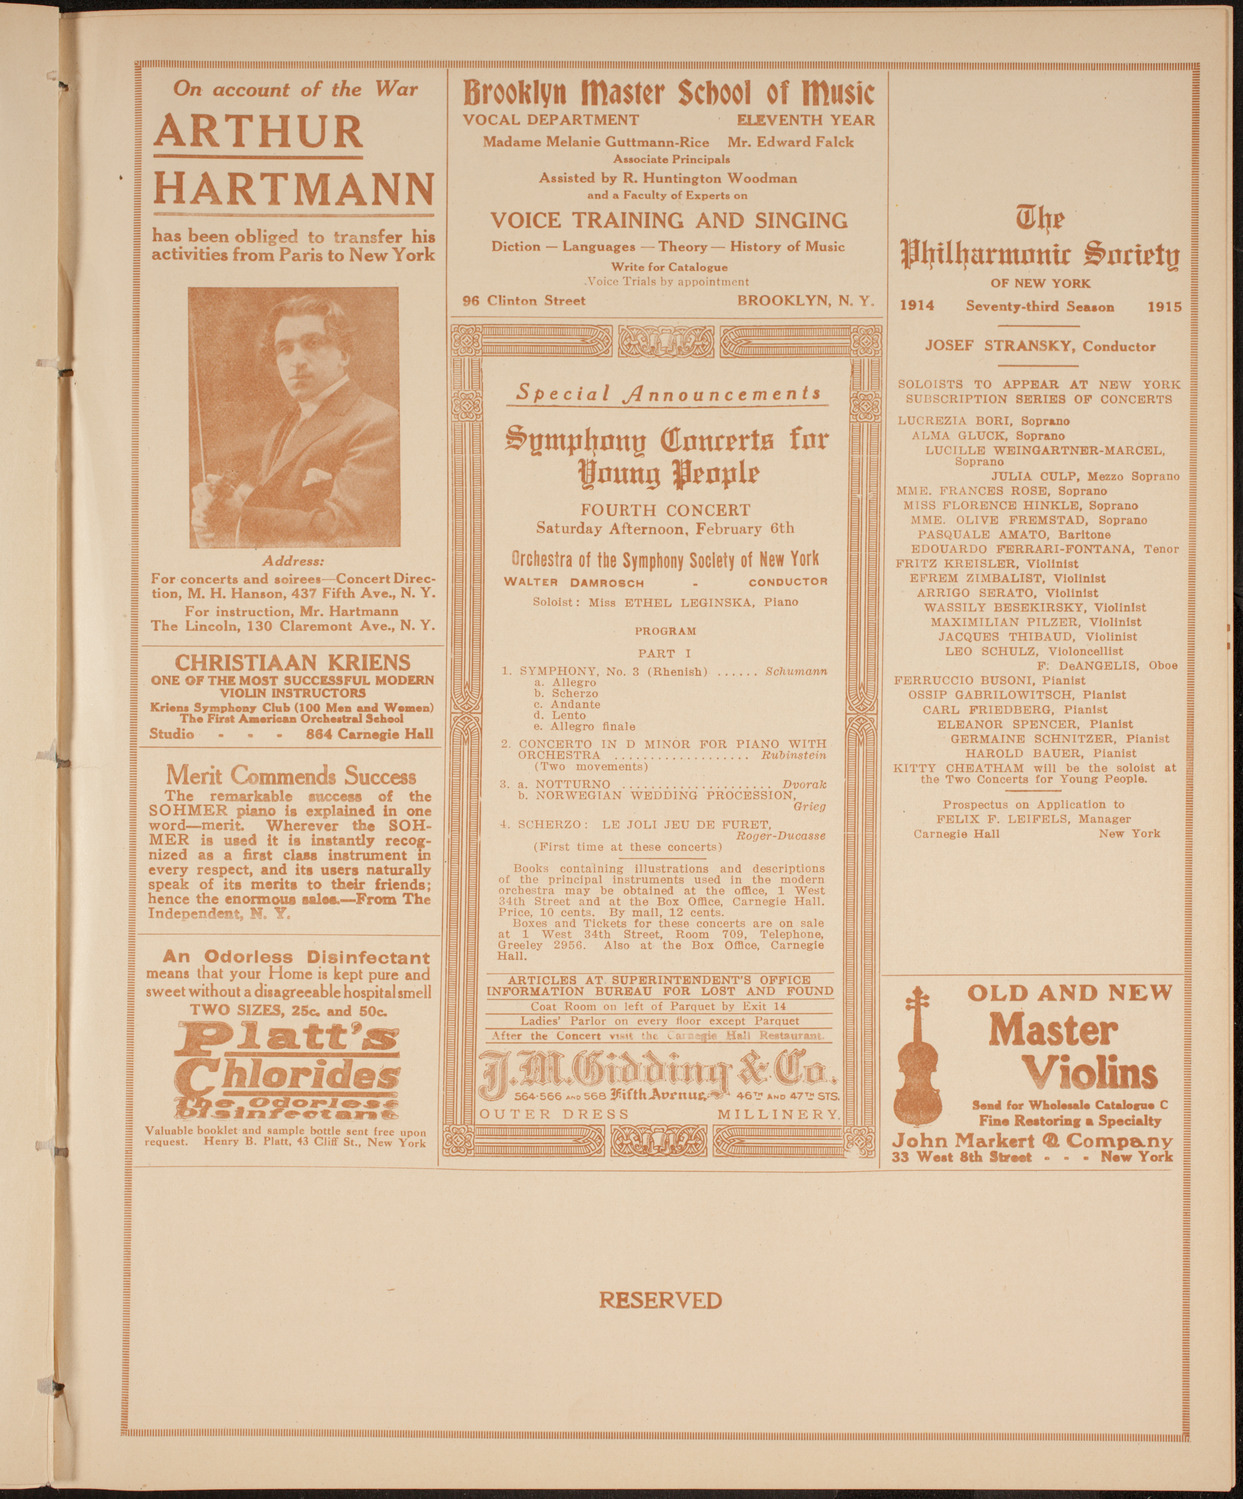 On account of the War
ARTHUR
HARTMANN
has been obliged to transfer his
activities from Paris to New York
Address:
For concerts and soirees—Concert Direc-
tion, M. H. Hanson, 437 Fifth Ave., N. Y.
For instruction, Mr. Hartmann
The Lincoln, 130 Claremont Ave., N. Y.
CHRISTIAAN KRIENS
ONE OF THE MOST SUCCESSFUL MODERN
VIOLIN INSTRUCTORS
Kriens Symphony Club (100 Men and Women)
The First American Orchestral School
Studio - - - 864 Carnegie Hall
Merit Commends Success
The remarkable success of the
SOHMER piano is explained in one
word—merit. Wherever the SOH-
MER is used it is instantly recog-
nized as a first class instrument in
every respect, and its users naturally
speak of its merits to their friends;
hence the enormous sales.—From The
Independent, N. Y.
An Odorless Disinfectant
means that your Home is kept pure and
sweet without a disagreeable hospital smell
TWO SIZES, 25c. and 50c.
Platt's
Chlorides
The Odorless
Disinfectant
Valuable booklet and sample bottle sent free upon
request. Henry B. Platt, 43 Cliff St., New York
Brooklyn Master School of Music
VOCAL DEPARTMENT ELEVENTH YEAR
Madame Melanie Guttmann-Rice Mr. Edward Falck
Associate Principals
Assisted by R. Huntington Woodman
and a Faculty of Experts on
VOICE TRAINING AND SINGING
Diction — Languages — Theory — History of Music
Write for Catalogue
Voice Trials by appointment
96 Clinton Street BROOKLYN, N. Y.
Special Announcements
Symphony Concerts for
Young People
FOURTH CONCERT
Saturday Afternoon, February 6th
Orchestra of the Symphony Society of New York
WALTER DAMROSCH - CONDUCTOR
Soloist: Miss ETHEL LEGINSKA, Piano
PROGRAM
PART I
1. SYMPHONY, No. 3 (Rhenish) ...... Schumann
a. Allegro
b. Scherzo
c. Andante
d. Lento
e. Allegro finale
2. CONCERTO IN D MINOR FOR PIANO WITH
ORCHESTRA .................. Rubinstein
(Two movements)
3. a. NOTTURNO .................... Dvorak
b. NORWEGIAN WEDDING PROCESSION,
Grieg
4. SCHERZO: LE JOLI JEU DE FURET,
Roger-Ducasse
(First time at these concerts)
Books containing illustrations and descriptions
of the principal instruments used in the modern
orchestra may be obtained at the office, 1 West
34th Street and at the Box Office, Carnegie Hall.
Price, 10 cents. By mail, 12 cents.
Boxes and Tickets for these concerts are on sale
at 1 West 34th Street, Room 709, Telephone,
Greeley 2956. Also at the Box Office, Carnegie
Hall.
ARTICLES AT SUPERINTENDENT'S OFFICE
INFORMATION BUREAU FOR LOST AND FOUND
Coat Room on left of Parquet by Exit 14
Ladies' Parlor on every floor except Parquet
After the Concert visit the Carnegie Hall Restaurant.
J.M.Gidding & Co.
564-566 AND 568 Fifth Avenue, 46TH AND 47TH STS.
OUTER DRESS MILLINERY.
The
Philharmonic Society
OF NEW YORK
1914 Seventy-third Season 1915
JOSEF STRANSKY, Conductor
SOLOISTS TO APPEAR AT NEW YORK
SUBSCRIPTION SERIES OF CONCERTS
LUCREZIA BORI, Soprano
ALMA GLUCK, Soprano
LUCILLE WEINGARTNER-MARCEL,
Soprano
JULIA CULP, Mezzo Soprano
MME. FRANCES ROSE, Soprano
MISS FLORENCE HINKLE, Soprano
MME. OLIVE FREMSTAD, Soprano
PASQUALE AMATO, Baritone
EDOUARDO FERRARI-FONTANA, Tenor
FRITZ KREISLER, Violinist
EFREM ZIMBALIST, Violinist
ARRIGO SERATO, Violinist
WASSILY BESEKIRSKY, Violinist
MAXIMILIAN PILZER, Violinist
JACQUES THIBAUD, Violinist
LEO SCHULZ, Violoncellist
F. DeANGELIS, Oboe
FERRUCCIO BUSONI, Pianist
OSSIP GABRILOWITSCH, Pianist
CARL FRIEDBERG, Pianist
ELEANOR SPENCER, Pianist
GERMAINE SCHNITZER, Pianist
HAROLD BAUER, Pianist
KITTY CHEATHAM will be the soloist at
the Two Concerts for Young People.
Prospectus on Application to
FELIX F. LEIFELS, Manager
Carnegie Hall New York
OLD AND NEW
Master
Violins
Send for Wholesale Catalogue C
Fine Restoring a Specialty
John Markert & Company
33 West 8th Street - - - New York
RESERVED